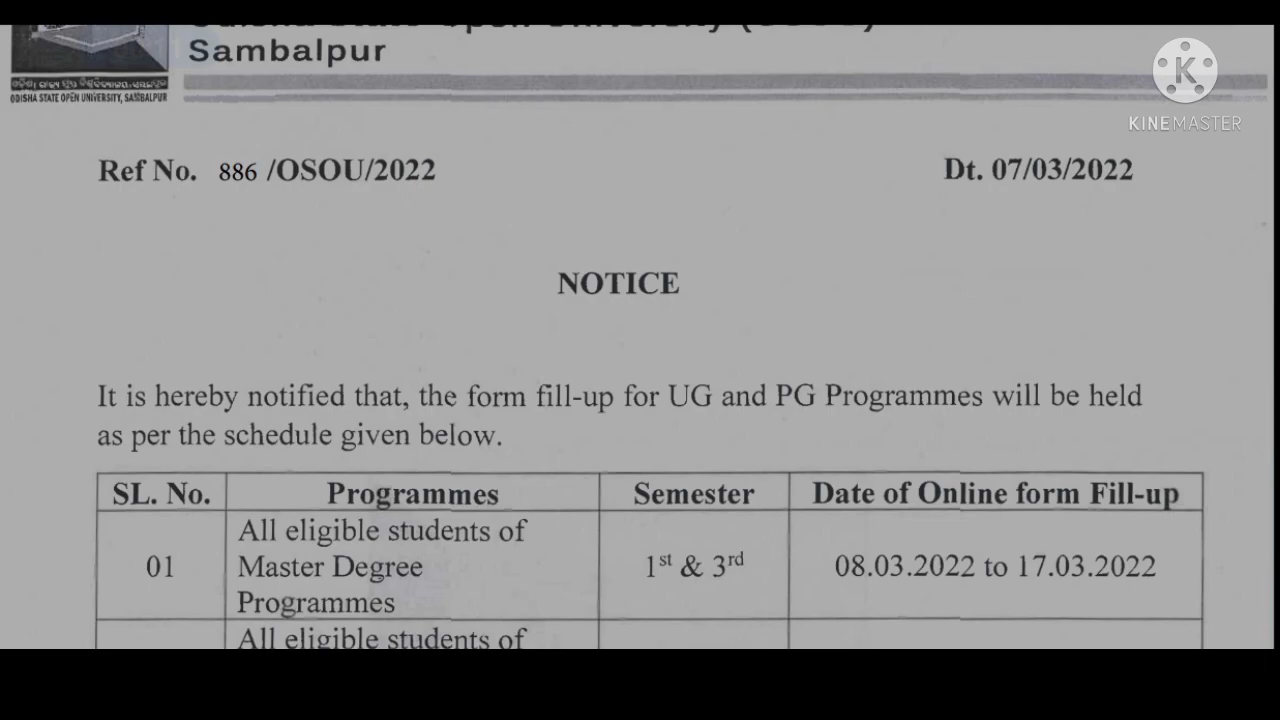 Sambalpur
ODISHA STATE OPEN UNIVERSITY, SAMBALPUR
KINEMASTER
Ref No. 886 /OSOU/2022
Dt. 07/03/2022
NOTICE
It is hereby notified that, the form fill-up for UG and PG Programmes will be held
as per the schedule given below.
SL. No. Programmes Semester Date of Online form Fill-up
All eligible students of
01 Master Degree 1st & 3rd 08.03.2022 to 17.03.2022
Programmes
All eligible students of